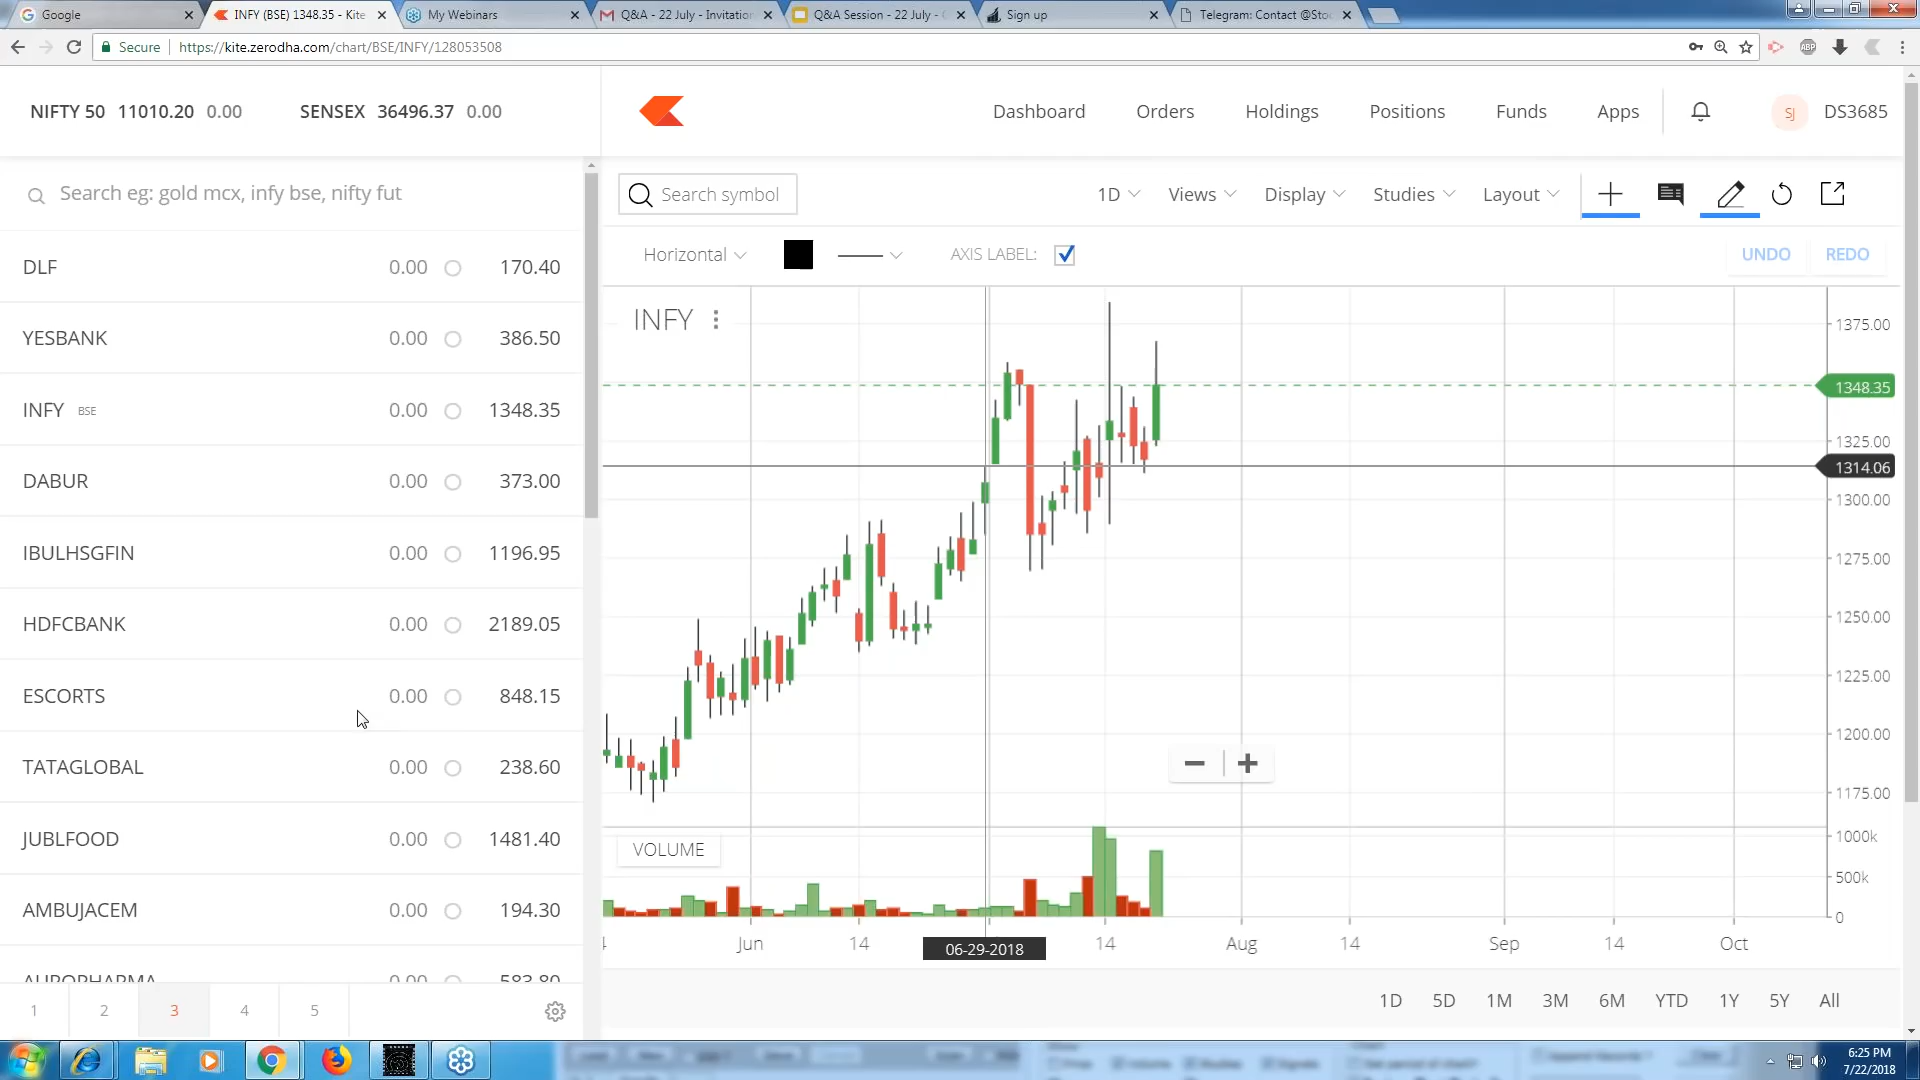 Google
INFY (BSE) 1348.35 - Kite
My Webinars
Q&A - 22 July - Invitation
Q&A Session - 22 July -
Sign up
Telegram: Contact @Stoc
Secure
https://kite.zerodha.com/chart/BSE/INFY/128053508
ABP
NIFTY 50 11010.20 0.00
SENSEX 36496.37 0.00
Dashboard
Orders
Holdings
Positions
Funds
Apps
SJ
DS3685
Search eg: gold mcx, infy bse, nifty fut
Search symbol
1D
Views
Display
Studies
Layout
Horizontal
AXIS LABEL:
UNDO
REDO
DLF 0.00 170.40
YESBANK 0.00 386.50
INFY BSE 0.00 1348.35
DABUR 0.00 373.00
IBULHSGFIN 0.00 1196.95
HDFCBANK 0.00 2189.05
ESCORTS 0.00 848.15
TATAGLOBAL 0.00 238.60
JUBLFOOD 0.00 1481.40
AMBUJACEM 0.00 194.30
AUROPHARMA 0.00 583.80
1 2 3 4 5
INFY
1375.00
1348.35
1325.00
1314.06
1300.00
1275.00
1250.00
1225.00
1200.00
1175.00
VOLUME
1000k
500k
0
4 Jun 14 06-29-2018 14 Aug 14 Sep 14 Oct
1D 5D 1M 3M 6M YTD 1Y 5Y All
6:25 PM
7/22/2018